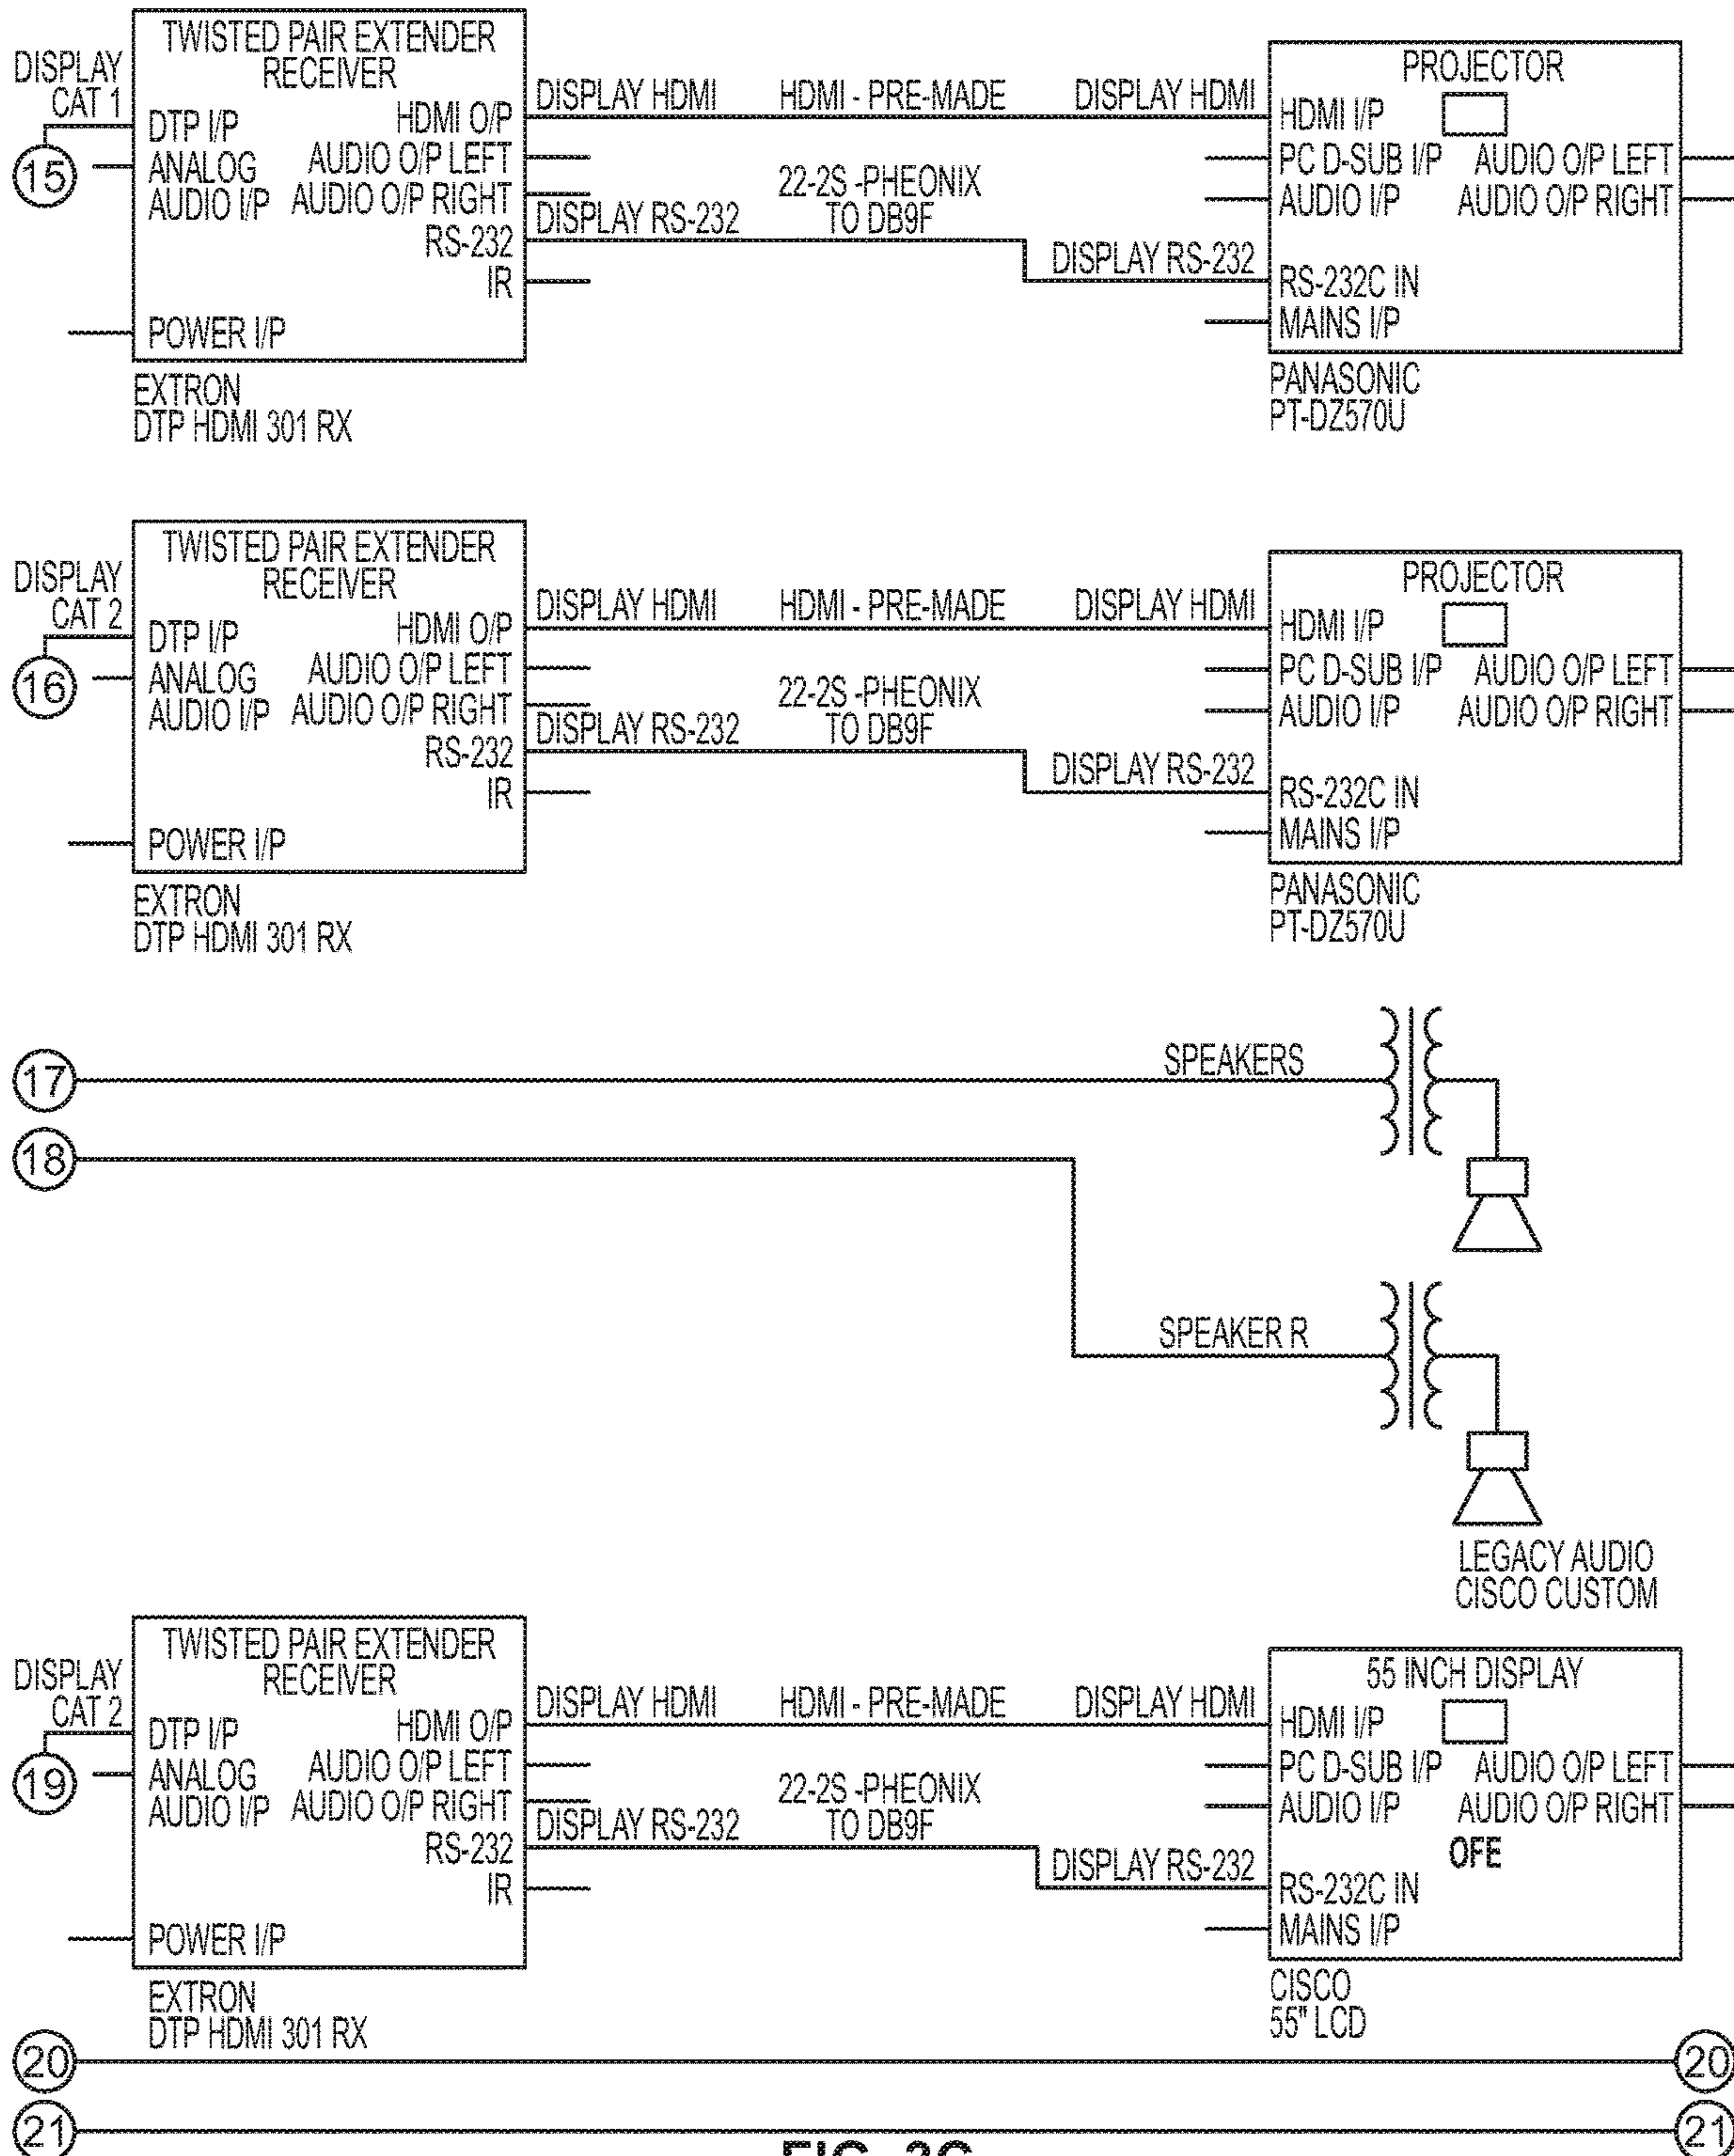 TWISTED PAIR EXTENDER
RECEIVER
DISPLAY
CAT 1
15
DTP I/P
ANALOG
AUDIO I/P
HDMI O/P
AUDIO O/P LEFT
AUDIO O/P RIGHT
RS-232
IR
POWER I/P
EXTRON
DTP HDMI 301 RX
DISPLAY HDMI HDMI - PRE-MADE DISPLAY HDMI
22-2S -PHEONIX
TO DB9F
DISPLAY RS-232
DISPLAY RS-232
PROJECTOR
HDMI I/P
PC D-SUB I/P AUDIO O/P LEFT
AUDIO I/P AUDIO O/P RIGHT
RS-232C IN
MAINS I/P
PANASONIC
PT-DZ570U
TWISTED PAIR EXTENDER
RECEIVER
DISPLAY
CAT 2
16
DTP I/P
ANALOG
AUDIO I/P
HDMI O/P
AUDIO O/P LEFT
AUDIO O/P RIGHT
RS-232
IR
POWER I/P
EXTRON
DTP HDMI 301 RX
DISPLAY HDMI HDMI - PRE-MADE DISPLAY HDMI
22-2S -PHEONIX
TO DB9F
DISPLAY RS-232
DISPLAY RS-232
PROJECTOR
HDMI I/P
PC D-SUB I/P AUDIO O/P LEFT
AUDIO I/P AUDIO O/P RIGHT
RS-232C IN
MAINS I/P
PANASONIC
PT-DZ570U
17
SPEAKERS
18
SPEAKER R
LEGACY AUDIO
CISCO CUSTOM
TWISTED PAIR EXTENDER
RECEIVER
DISPLAY
CAT 2
19
DTP I/P
ANALOG
AUDIO I/P
HDMI O/P
AUDIO O/P LEFT
AUDIO O/P RIGHT
RS-232
IR
POWER I/P
EXTRON
DTP HDMI 301 RX
DISPLAY HDMI HDMI - PRE-MADE DISPLAY HDMI
22-2S -PHEONIX
TO DB9F
DISPLAY RS-232
DISPLAY RS-232
55 INCH DISPLAY
HDMI I/P
PC D-SUB I/P AUDIO O/P LEFT
AUDIO I/P AUDIO O/P RIGHT
OFE
RS-232C IN
MAINS I/P
CISCO
55" LCD
20 20
21 21